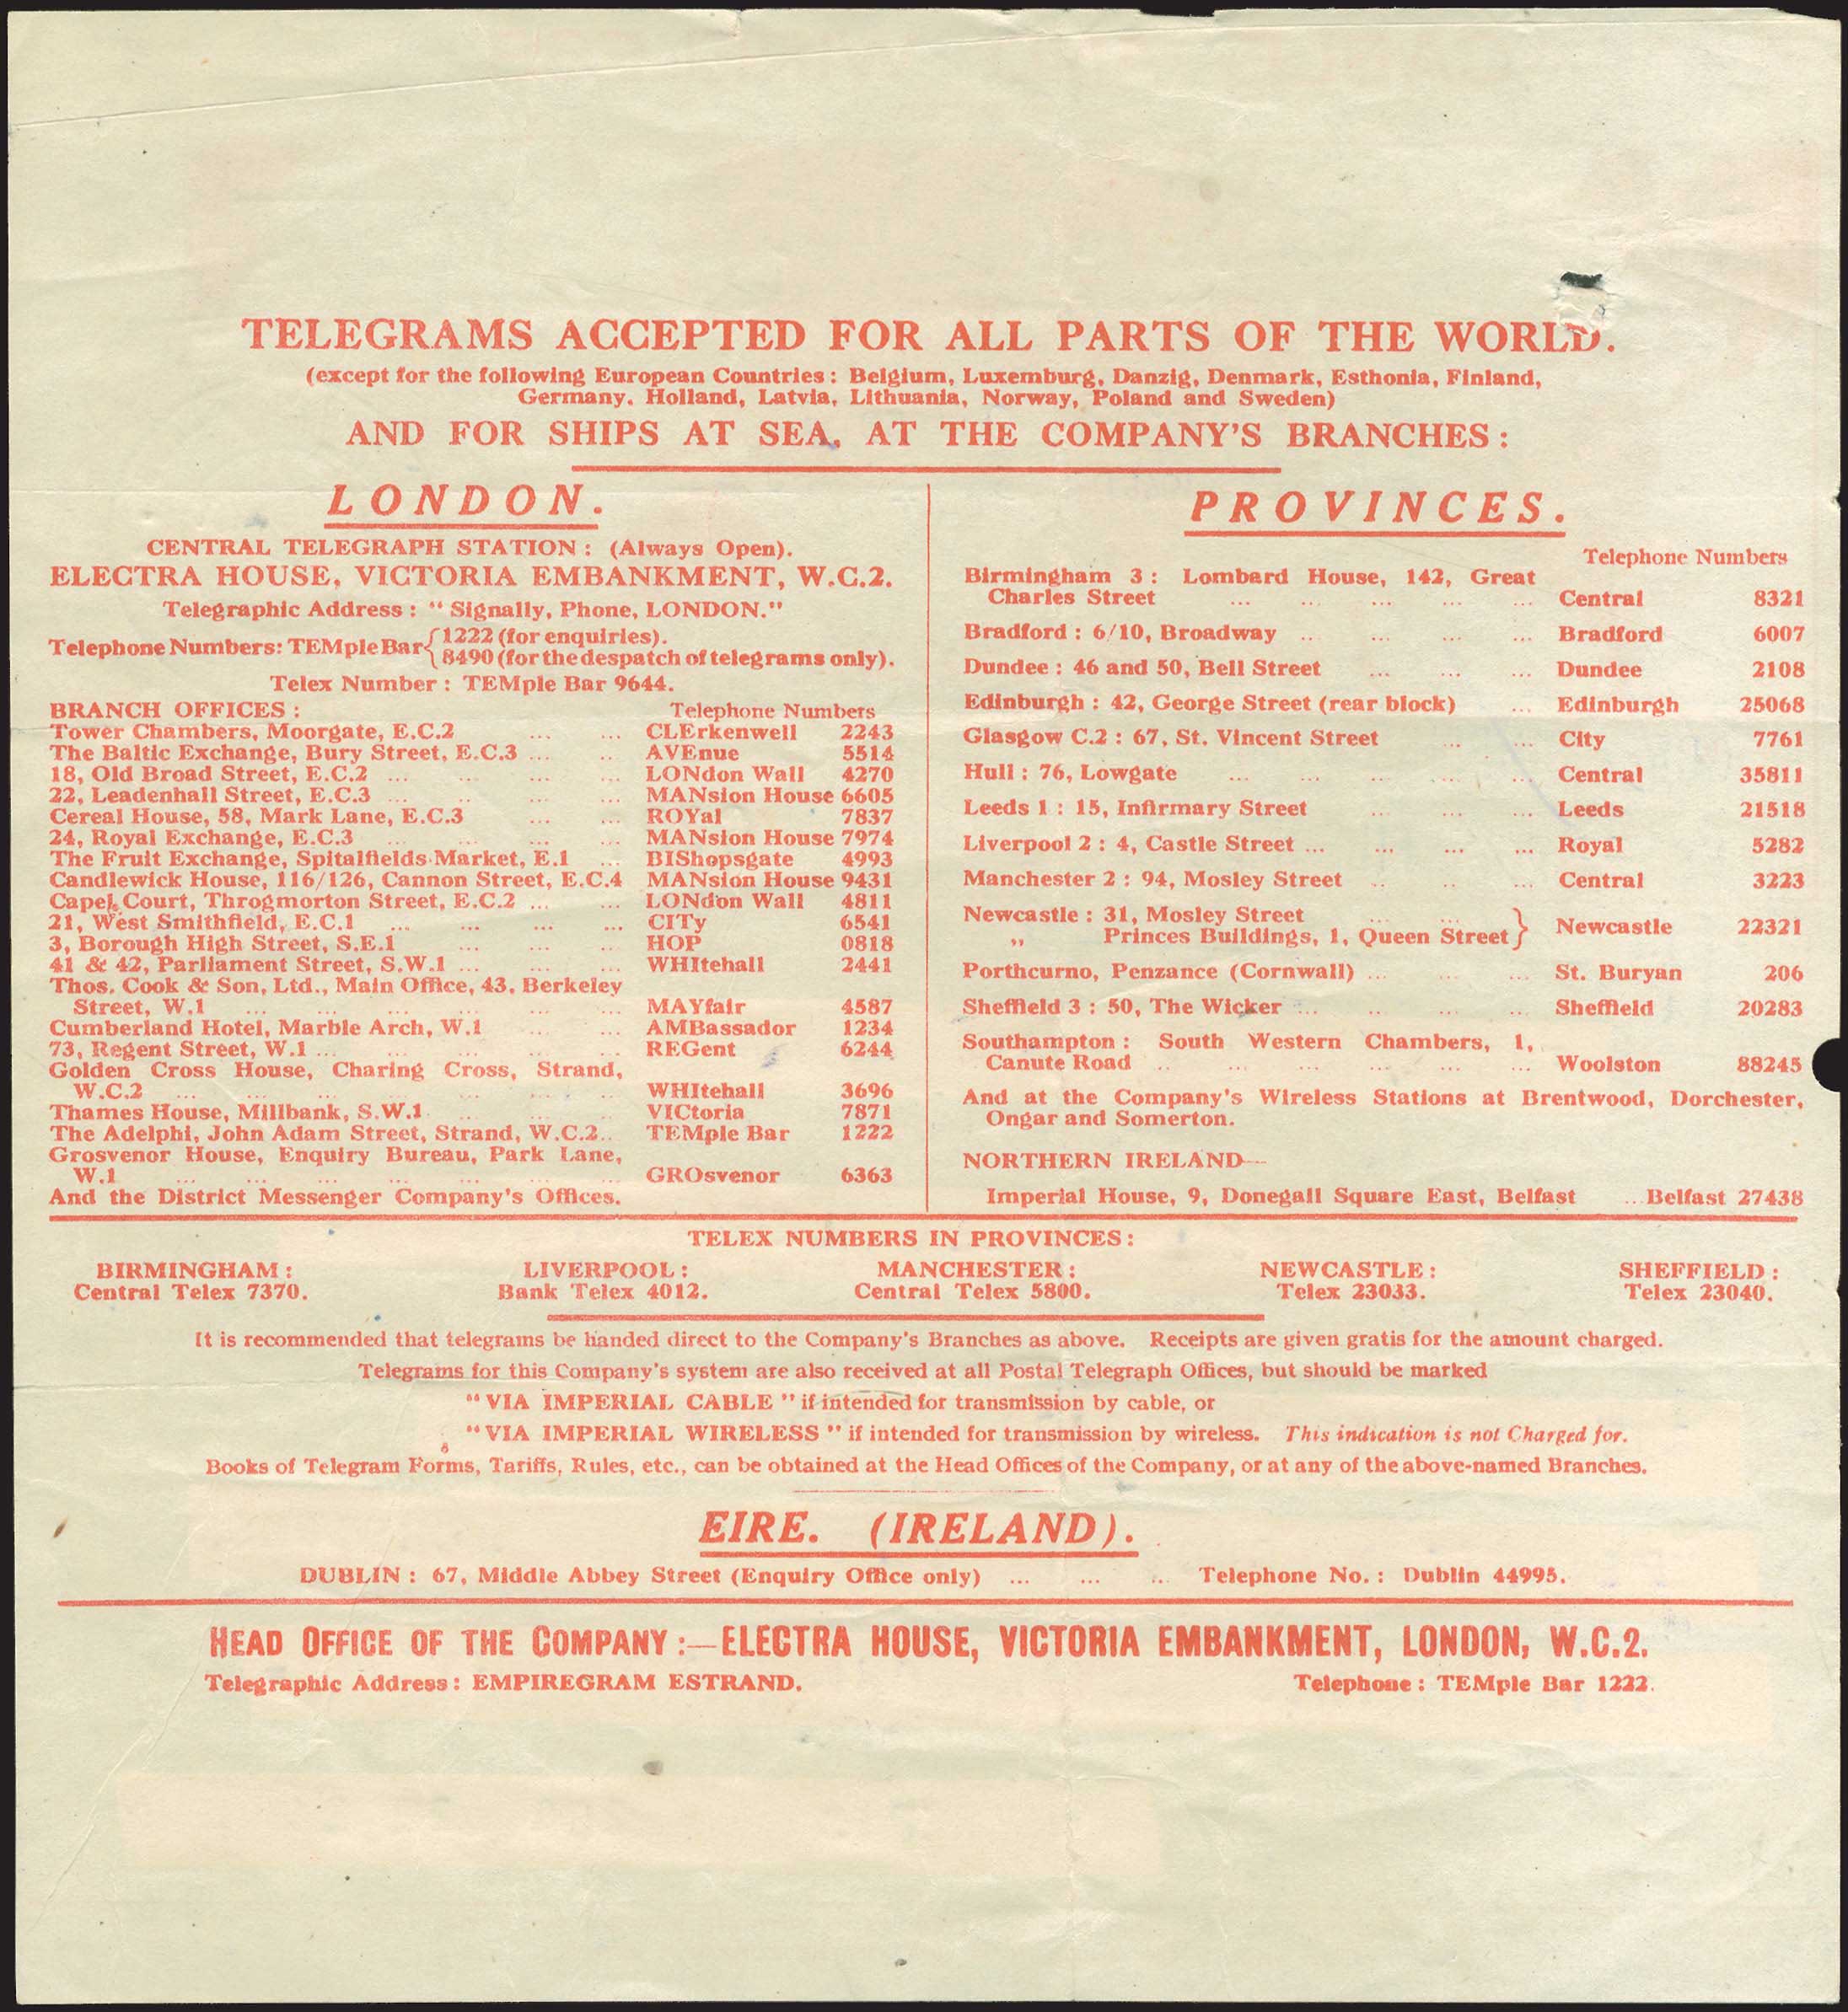 TELEGRAMS ACCEPTED FOR ALL PARTS OF THE WORLD.
(except for the following European Countries: Belgium, Luxemburg, Danzig, Denmark, Esthonia, Finland,
Germany. Holland, Latvia, Lithuania, Norway, Poland and Sweden)
AND FOR SHIPS AT SEA, AT THE COMPANY'S BRANCHES:
LONDON.
CENTRAL TELEGRAPH STATION: (Always Open).
ELECTRA HOUSE, VICTORIA EMBANKMENT, W.C.2.
Telegraphic Address: "Signally, Phone, LONDON."
Telephone Numbers: TEMple Bar { 1222 (for enquiries).
8490 (for the despatch of telegrams only).
Telex Number: TEMple Bar 9644.
BRANCH OFFICES: Telephone Numbers
Tower Chambers, Moorgate, E.C.2 ... ... CLErkenwell 2243
The Baltic Exchange, Bury Street, E.C.3 ... .. AVEnue 5514
18, Old Broad Street, E.C.2 ... ... ... ... LONdon Wall 4270
22, Leadenhall Street, E.C.3 ... .. ... ... MANsion House 6605
Cereal House, 58, Mark Lane, E.C.3 ... ... ROYal 7837
24, Royal Exchange, E.C.3 ... ... ... ... MANsion House 7974
The Fruit Exchange, Spitalfields Market, E.1 ... BIShopsgate 4993
Candlewick House, 116/126, Cannon Street, E.C.4 MANsion House 9431
Capel Court, Throgmorton Street, E.C.2 ... ... LONdon Wall 4811
21, West Smithfield, E.C.1 ... ... ... ... CITy 6541
3, Borough High Street, S.E.1 ... ... ... HOP 0818
41 & 42, Parliament Street, S.W.1 ... ... ... WHItehall 2441
Thos. Cook & Son, Ltd., Main Office, 43, Berkeley
Street, W.1 ... ... ... ... ... ... MAYfair 4587
Cumberland Hotel, Marble Arch, W.1 ... ... AMBassador 1234
73, Regent Street, W.1 ... ... ... ... ... REGent 6244
Golden Cross House, Charing Cross, Strand,
W.C.2 ... ... ... ... ... ... WHItehall 3696
Thames House, Millbank, S.W.1 ... ... ... VICtoria 7871
The Adelphi, John Adam Street, Strand, W.C.2.. TEMple Bar 1222
Grosvenor House, Enquiry Bureau, Park Lane,
W.1 ... ... ... ... ... ... ... GROsvenor 6363
And the District Messenger Company's Offices.
PROVINCES.
Telephone Numbers
Birmingham 3: Lombard House, 142, Great
Charles Street ... ... ... ... ... Central 8321
Bradford: 6/10, Broadway .. ... ... ... Bradford 6007
Dundee: 46 and 50, Bell Street ... ... ... Dundee 2108
Edinburgh: 42, George Street (rear block) ... Edinburgh 25068
Glasgow C.2: 67, St. Vincent Street ... ... City 7761
Hull: 76, Lowgate ... ... ... ... ... Central 35811
Leeds 1: 15, Infirmary Street ... ... ... Leeds 21518
Liverpool 2: 4, Castle Street ... ... ... ... Royal 5282
Manchester 2: 94, Mosley Street .. .. ... Central 3223
Newcastle: 31, Mosley Street ... ... } Newcastle 22321
,, Princes Buildings, 1, Queen Street
Porthcurno, Penzance (Cornwall) ... ... ... St. Buryan 206
Sheffield 3: 50, The Wicker ... ... ... ... Sheffield 20283
Southampton: South Western Chambers, 1,
Canute Road .. ... ... ... ... ... Woolston 88245
And at the Company's Wireless Stations at Brentwood, Dorchester,
Ongar and Somerton.
NORTHERN IRELAND—
Imperial House, 9, Donegall Square East, Belfast .. Belfast 27438
TELEX NUMBERS IN PROVINCES:
BIRMINGHAM: LIVERPOOL: MANCHESTER: NEWCASTLE: SHEFFIELD:
Central Telex 7370. Bank Telex 4012. Central Telex 5800. Telex 23033. Telex 23040.
It is recommended that telegrams be handed direct to the Company's Branches as above. Receipts are given gratis for the amount charged.
Telegrams for this Company's system are also received at all Postal Telegraph Offices, but should be marked
"VIA IMPERIAL CABLE" if intended for transmission by cable, or
"VIA IMPERIAL WIRELESS" if intended for transmission by wireless. This indication is not Charged for.
Books of Telegram Forms, Tariffs, Rules, etc., can be obtained at the Head Offices of the Company, or at any of the above-named Branches.
EIRE. (IRELAND).
DUBLIN: 67, Middle Abbey Street (Enquiry Office only) ... ... ... Telephone No.: Dublin 44995.
HEAD OFFICE OF THE COMPANY:—ELECTRA HOUSE, VICTORIA EMBANKMENT, LONDON, W.C.2.
Telegraphic Address: EMPIREGRAM ESTRAND. Telephone: TEMple Bar 1222.